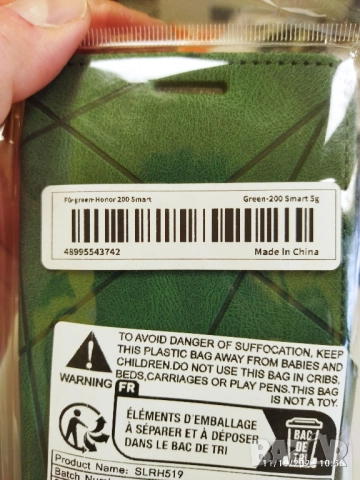 FG-green-Honor 200 Smart
Green-200 Smart 5g
48995543742
Made In China
TO AVOID DANGER OF SUFFOCATION, KEEP
THIS PLASTIC BAG AWAY FROM BABIES AND
CHILDREN.DO NOT USE THIS BAG IN CRIBS,
BEDS,CARRIAGES OR PLAY PENS.THIS BAG
IS NOT A TOY.
WARNING
FR
ÉLÉMENTS D'EMBALLAGE
À SÉPARER ET À DÉPOSER
DANS LE BAC DE TRI
BAC
DE
TRI
Product Name: SLRH519
Batch Number